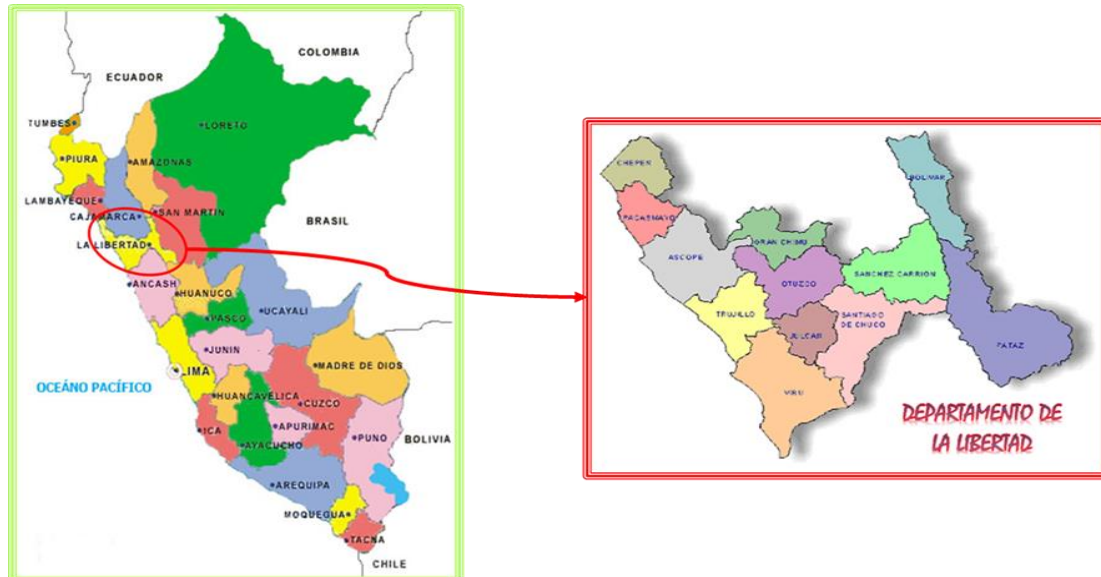 COLOMBIA
ECUADOR
TUMBES
LORETO
PIURA
AMAZONAS
LAMBAYEQUE
CAJAMARCA
SAN MARTIN
BRASIL
LA LIBERTAD
ANCASH
HUANUCO
UCAYALI
PASCO
JUNIN
MADRE DE DIOS
LIMA
OCEÁNO PACÍFICO
HUANCAVELICA
CUZCO
ICA
APURIMAC
PUNO
BOLIVIA
AYACUCHO
AREQUIPA
MOQUEGUA
TACNA
CHILE
CHEPEN
BOLIVAR
PACASMAYO
GRAN CHIMU
ASCOPE
SANCHEZ CARRION
OTUZCO
TRUJILLO
SANTIAGO
DE CHUCO
JULCAN
PATAZ
VIRU
DEPARTAMENTO DE
LA LIBERTAD